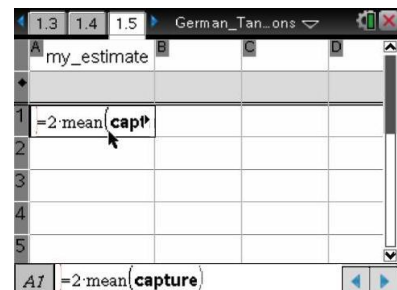 1.3 1.4 1.5 German_Tan...ons
A my_estimate B C D
1 =2·mean(capt
2
3
4
5
A1 =2·mean(capture)